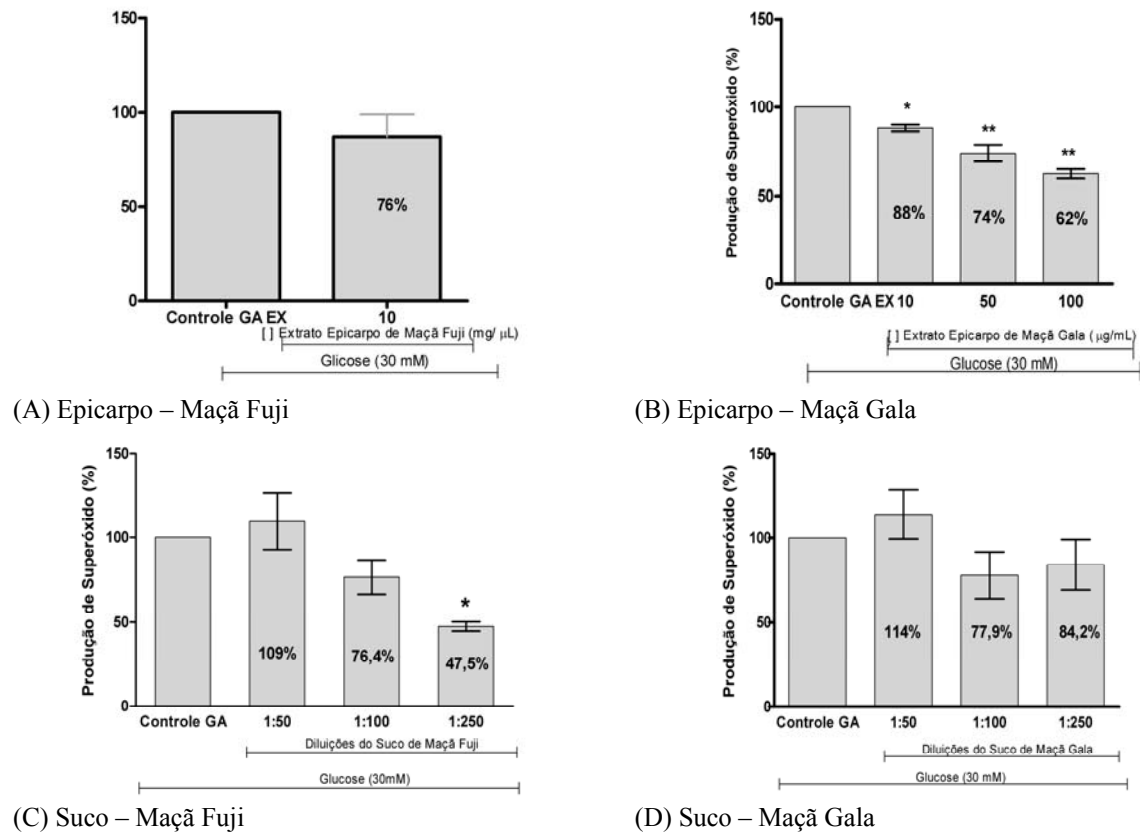 150
100
50
0
76%
Controle GA EX 10
[ ] Extrato Epicarpo de Maçã Fuji (mg/ µL)
Glicose (30 mM)
(A) Epicarpo – Maçã Fuji
Produção de Superóxido (%)
150
100
50
0
*
**
**
88%
74%
62%
Controle GA EX 10 50 100
[ ] Extrato Epicarpo de Maçã Gala (µg/mL)
Glucose (30 mM)
(B) Epicarpo – Maçã Gala
Produção de Superóxido (%)
150
100
50
0
*
109%
76,4%
47,5%
Controle GA 1:50 1:100 1:250
Diluições do Suco de Maçã Fuji
Glucose (30mM)
(C) Suco – Maçã Fuji
Produção de Superóxido (%)
150
100
50
0
114%
77,9%
84,2%
Controle GA 1:50 1:100 1:250
Diluições do Suco de Maçã Gala
Glucose (30 mM)
(D) Suco – Maçã Gala